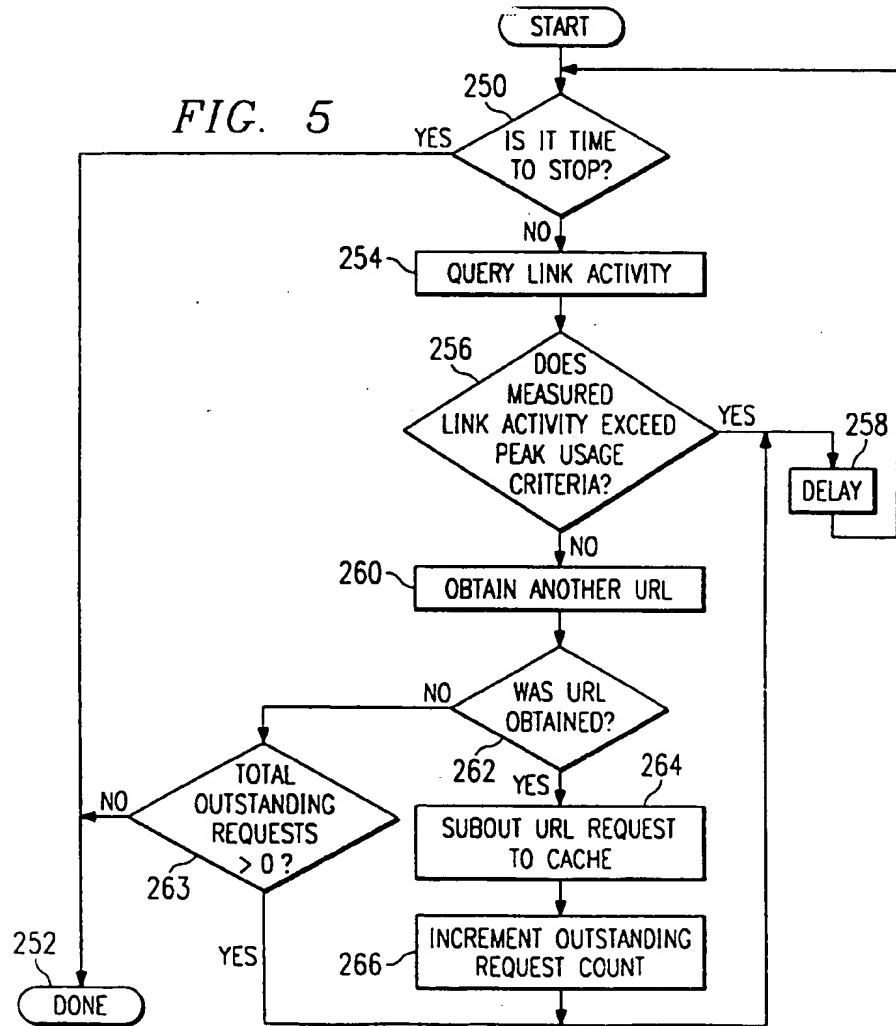 START
FIG. 5
250
IS IT TIME
TO STOP?
YES
NO
254
QUERY LINK ACTIVITY
256
DOES
MEASURED
LINK ACTIVITY EXCEED
PEAK USAGE
CRITERIA?
YES
258
DELAY
NO
260
OBTAIN ANOTHER URL
NO
WAS URL
OBTAINED?
262
YES
264
TOTAL
OUTSTANDING
REQUESTS
> 0 ?
NO
263
SUBOUT URL REQUEST
TO CACHE
YES
266
INCREMENT OUTSTANDING
REQUEST COUNT
252
DONE